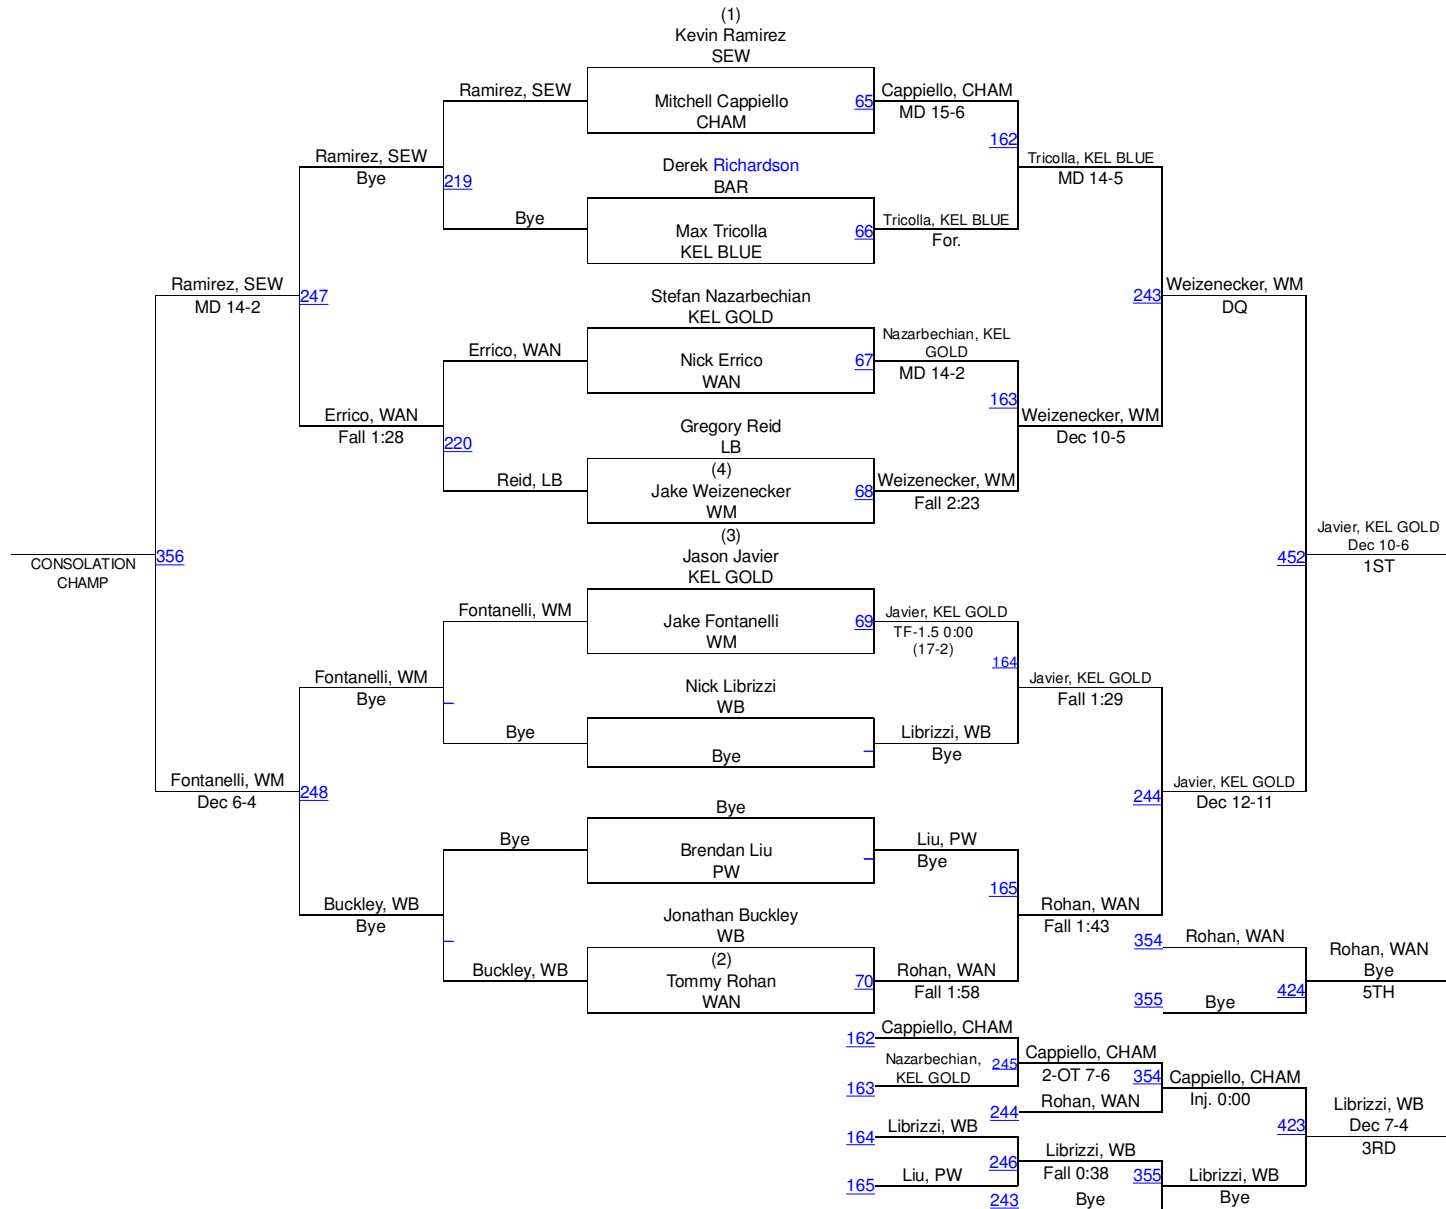 (1)
Kevin Ramirez
SEW
Ramirez, SEW
Mitchell Cappiello
CHAM
65
Cappiello, CHAM
MD 15-6
162
Ramirez, SEW
Bye
219
Derek Richardson
BAR
Tricolla, KEL BLUE
MD 14-5
Bye
Max Tricolla
KEL BLUE
66
Tricolla, KEL BLUE
For.
Ramirez, SEW
MD 14-2
247
Stefan Nazarbechian
KEL GOLD
243
Weizenecker, WM
DQ
Errico, WAN
Nick Errico
WAN
67
Nazarbechian, KEL
GOLD
MD 14-2
163
Errico, WAN
Fall 1:28
220
Gregory Reid
LB
Weizenecker, WM
Dec 10-5
Reid, LB
(4)
Jake Weizenecker
WM
68
Weizenecker, WM
Fall 2:23
CONSOLATION
CHAMP
356
(3)
Jason Javier
KEL GOLD
452
Javier, KEL GOLD
Dec 10-6
1ST
Fontanelli, WM
Jake Fontanelli
WM
69
Javier, KEL GOLD
TF-1.5 0:00
(17-2)
164
Fontanelli, WM
Bye
Nick Librizzi
WB
Javier, KEL GOLD
Fall 1:29
Bye
Bye
Librizzi, WB
Bye
Fontanelli, WM
Dec 6-4
248
244
Javier, KEL GOLD
Dec 12-11
Bye
Bye
Brendan Liu
PW
Liu, PW
Bye
165
Buckley, WB
Bye
Jonathan Buckley
WB
Rohan, WAN
Fall 1:43
Buckley, WB
(2)
Tommy Rohan
WAN
70
Rohan, WAN
Fall 1:58
354
Rohan, WAN
355
Bye
424
Rohan, WAN
Bye
5TH
162
Cappiello, CHAM
163
Nazarbechian,
KEL GOLD
245
Cappiello, CHAM
2-OT 7-6
354
244
Rohan, WAN
Cappiello, CHAM
Inj. 0:00
423
Librizzi, WB
Dec 7-4
3RD
164
Librizzi, WB
165
Liu, PW
246
Librizzi, WB
Fall 0:38
355
243
Bye
Librizzi, WB
Bye